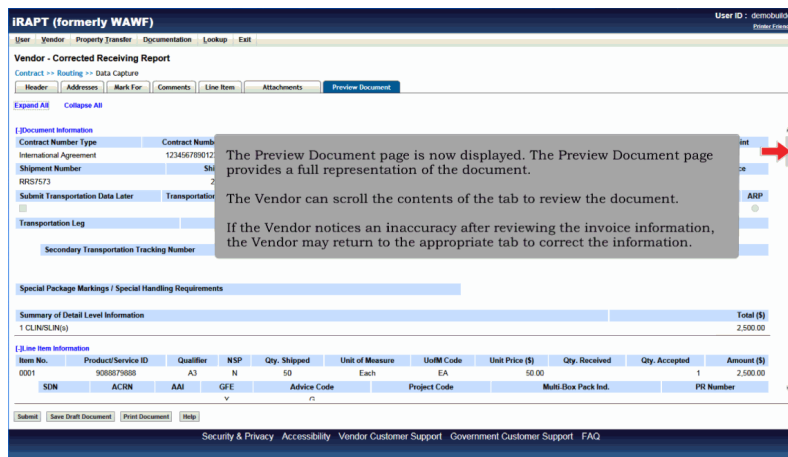 iRAPT (formerly WAWF)
User ID : demobuild
Printer Frien
User Vendor Property Transfer Documentation Lookup Exit
Vendor - Corrected Receiving Report
Contract >> Routing >> Data Capture
Header Addresses Mark For Comments Line Item Attachments Preview Document
Expand All Collapse All
[-]Document Information
Contract Number Type Contract Numb int
International Agreement 123456789012
Shipment Number Shi ce
RRS7573 2
Submit Transportation Data Later Transportation ARP
Transportation Leg
Secondary Transportation Tracking Number
The Preview Document page is now displayed. The Preview Document page
provides a full representation of the document.
The Vendor can scroll the contents of the tab to review the document.
If the Vendor notices an inaccuracy after reviewing the invoice information,
the Vendor may return to the appropriate tab to correct the information.
Special Package Markings / Special Handling Requirements
Summary of Detail Level Information Total ($)
1 CLIN/SLIN(s) 2,500.00
[-]Line Item Information
Item No. Product/Service ID Qualifier NSP Qty. Shipped Unit of Measure UofM Code Unit Price ($) Qty. Received Qty. Accepted Amount ($)
0001 9088879888 A3 N 50 Each EA 50.00 1 2,500.00
SDN ACRN AAI GFE Advice Code Project Code Multi-Box Pack Ind. PR Number
Y G
Submit Save Draft Document Print Document Help
Security & Privacy Accessibility Vendor Customer Support Government Customer Support FAQ